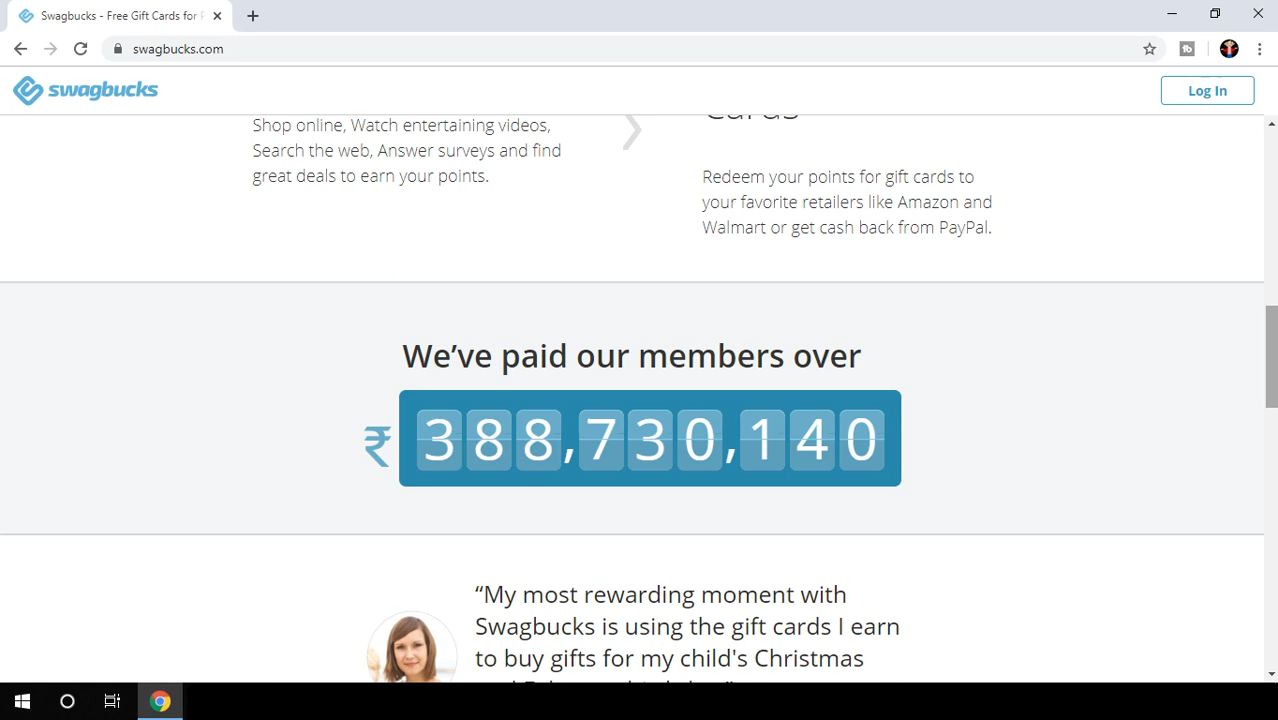 Swagbucks - Free Gift Cards for
swagbucks.com
swagbucks
Log In
Shop online, Watch entertaining videos,
Search the web, Answer surveys and find
great deals to earn your points.
Cards
Redeem your points for gift cards to
your favorite retailers like Amazon and
Walmart or get cash back from PayPal.
We’ve paid our members over
₹ 388,730,140
“My most rewarding moment with
Swagbucks is using the gift cards I earn
to buy gifts for my child's Christmas